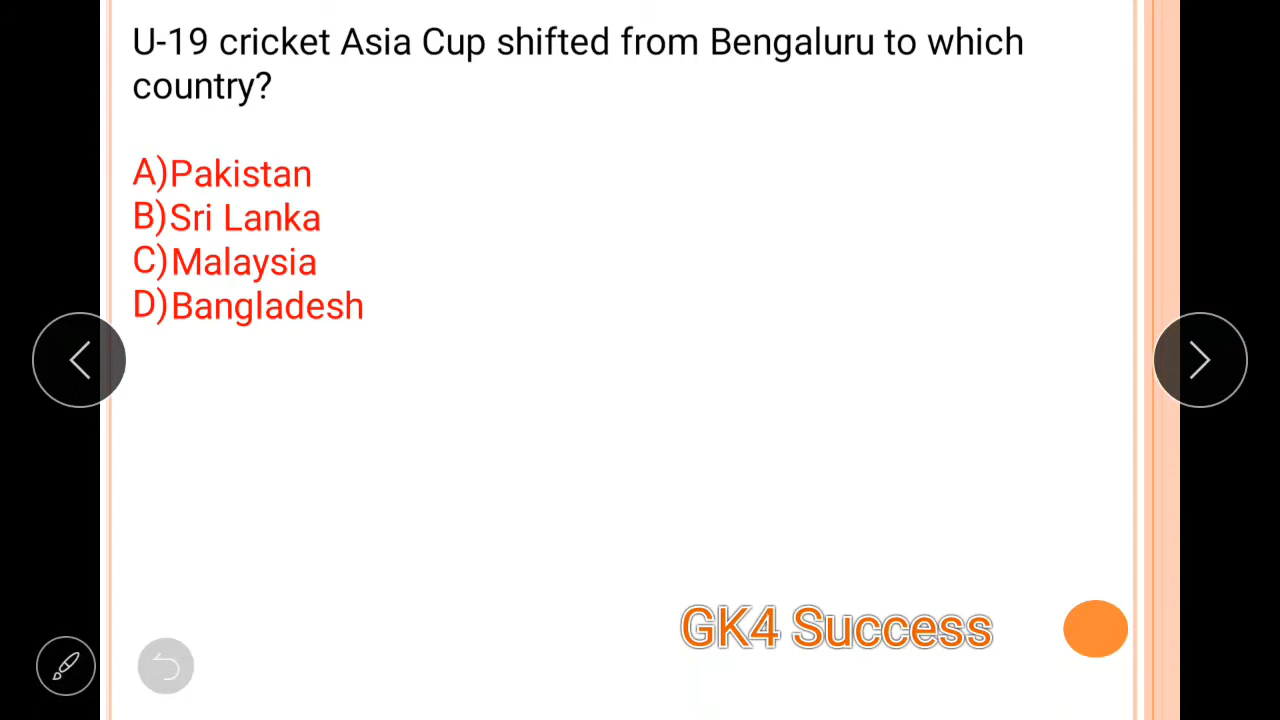 U-19 cricket Asia Cup shifted from Bengaluru to which
country?
A)Pakistan
B)Sri Lanka
C)Malaysia
D)Bangladesh
GK4 Success